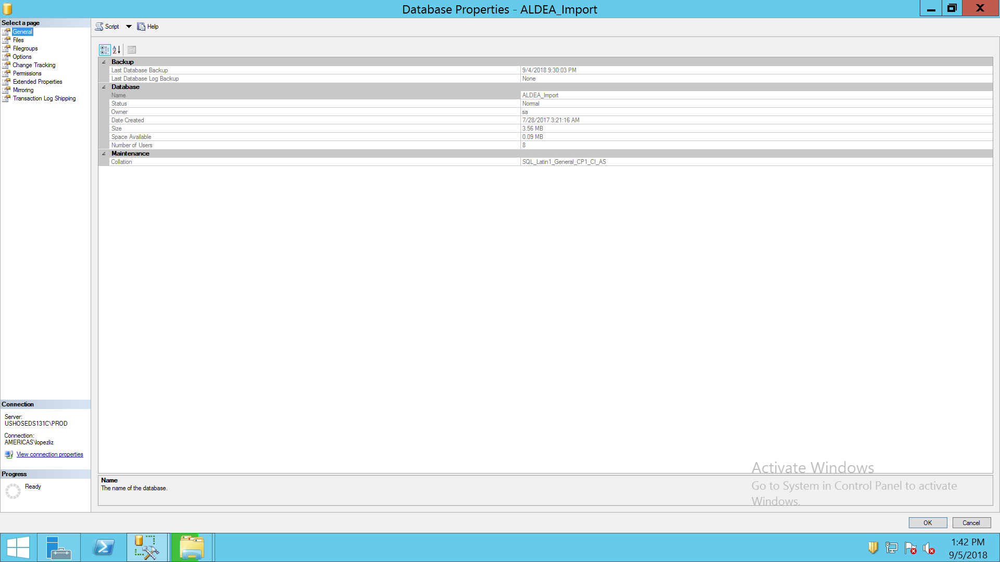 Database Properties - ALDEA_Import
Select a page
General
Files
Filegroups
Options
Change Tracking
Permissions
Extended Properties
Mirroring
Transaction Log Shipping
Script
Help
Backup
Last Database Backup 9/4/2018 9:30:03 PM
Last Database Log Backup None
Database
Name ALDEA_Import
Status Normal
Owner sa
Date Created 7/28/2017 3:21:16 AM
Size 3.56 MB
Space Available 0.09 MB
Number of Users 8
Maintenance
Collation SQL_Latin1_General_CP1_CI_AS
Connection
Server:
USHOSEDS131C\PROD
Connection:
AMERICAS\lopezliz
View connection properties
Progress
Ready
Name
The name of the database.
Activate Windows
Go to System in Control Panel to activate
Windows.
OK Cancel
1:42 PM
9/5/2018